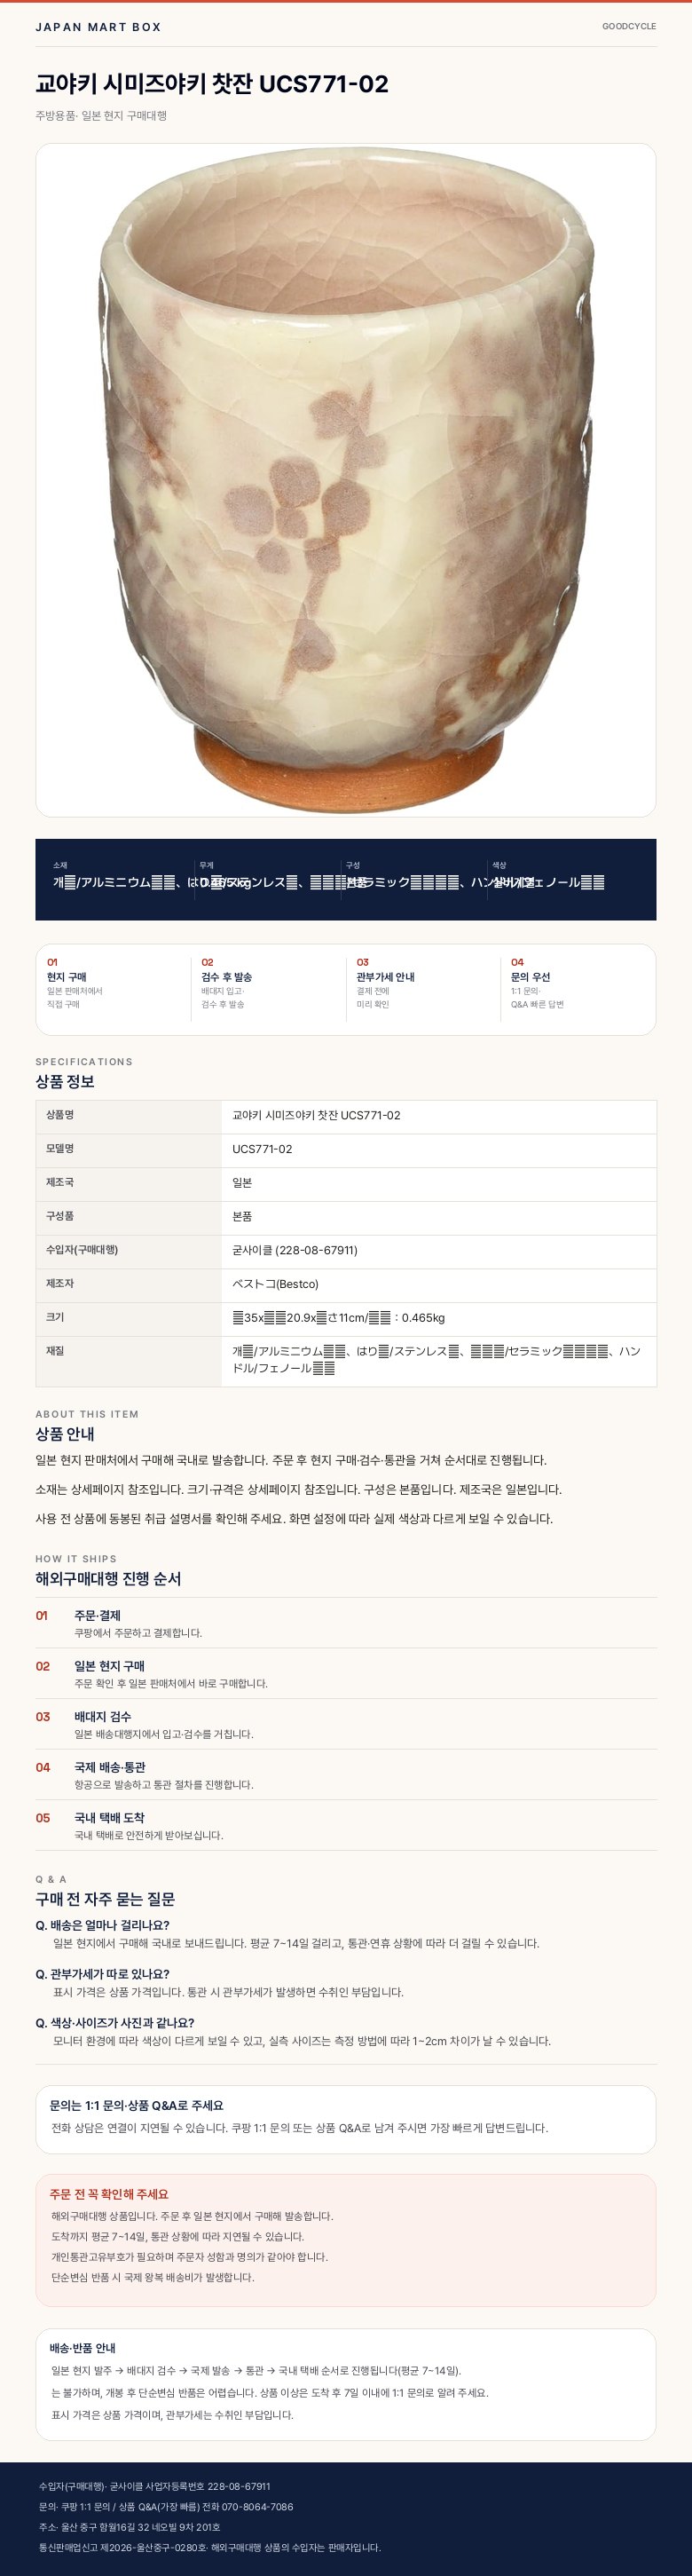 JAPAN MART BOX
GOODCYCLE
교야키 시미즈야키 찻잔 UCS771-02
주방용품· 일본 현지 구매대행
소재
무게
구성
색상
01
현지 구매
일본 판매처에서
직접 구매
02
검수 후 발송
배대지 입고·
검수 후 발송
03
관부가세 안내
결제 전에
미리 확인
04
문의 우선
1:1 문의·
Q&A 빠른 답변
SPECIFICATIONS
상품 정보
상품명
교야키 시미즈야키 찻잔 UCS771-02
모델명
UCS771-02
제조국
일본
구성품
본품
수입자(구매대행)
굳사이클 (228-08-67911)
제조자
ベストコ(Bestco)
크기
35x 20.9x さ11cm/ : 0.465kg
재질
개 /アルミニウム 、はり /ステンレス 、 /セラミック 、ハン
ドル/フェノール
ABOUT THIS ITEM
상품 안내
일본 현지 판매처에서 구매해 국내로 발송합니다. 주문 후 현지 구매·검수·통관을 거쳐 순서대로 진행됩니다.
소재는 상세페이지 참조입니다. 크기·규격은 상세페이지 참조입니다. 구성은 본품입니다. 제조국은 일본입니다.
사용 전 상품에 동봉된 취급 설명서를 확인해 주세요. 화면 설정에 따라 실제 색상과 다르게 보일 수 있습니다.
HOW IT SHIPS
해외구매대행 진행 순서
01
주문·결제
쿠팡에서 주문하고 결제합니다.
02
일본 현지 구매
주문 확인 후 일본 판매처에서 바로 구매합니다.
03
배대지 검수
일본 배송대행지에서 입고·검수를 거칩니다.
04
국제 배송·통관
항공으로 발송하고 통관 절차를 진행합니다.
05
국내 택배 도착
국내 택배로 안전하게 받아보십니다.
Q & A
구매 전 자주 묻는 질문
Q. 배송은 얼마나 걸리나요?
일본 현지에서 구매해 국내로 보내드립니다. 평균 7~14일 걸리고, 통관·연휴 상황에 따라 더 걸릴 수 있습니다.
Q. 관부가세가 따로 있나요?
표시 가격은 상품 가격입니다. 통관 시 관부가세가 발생하면 수취인 부담입니다.
Q. 색상·사이즈가 사진과 같나요?
모니터 환경에 따라 색상이 다르게 보일 수 있고, 실측 사이즈는 측정 방법에 따라 1~2cm 차이가 날 수 있습니다.
문의는 1:1 문의·상품 Q&A로 주세요
전화 상담은 연결이 지연될 수 있습니다. 쿠팡 1:1 문의 또는 상품 Q&A로 남겨 주시면 가장 빠르게 답변드립니다.
주문 전 꼭 확인해 주세요
해외구매대행 상품입니다. 주문 후 일본 현지에서 구매해 발송합니다.
도착까지 평균 7~14일, 통관 상황에 따라 지연될 수 있습니다.
개인통관고유부호가 필요하며 주문자 성함과 명의가 같아야 합니다.
단순변심 반품 시 국제 왕복 배송비가 발생합니다.
배송·반품 안내
일본 현지 발주 → 배대지 검수 → 국제 발송 → 통관 → 국내 택배 순서로 진행됩니다(평균 7~14일).
는 불가하며, 개봉 후 단순변심 반품은 어렵습니다. 상품 이상은 도착 후 7일 이내에 1:1 문의로 알려 주세요.
표시 가격은 상품 가격이며, 관부가세는 수취인 부담입니다.
수입자(구매대행)· 굳사이클 사업자등록번호 228-08-67911
문의· 쿠팡 1:1 문의 / 상품 Q&A(가장 빠름) 전화 070-8064-7086
주소· 울산 중구 함월16길 32 네오빌 9차 201호
통신판매업신고 제2026-울산중구-0280호· 해외구매대행 상품의 수입자는 판매자입니다.